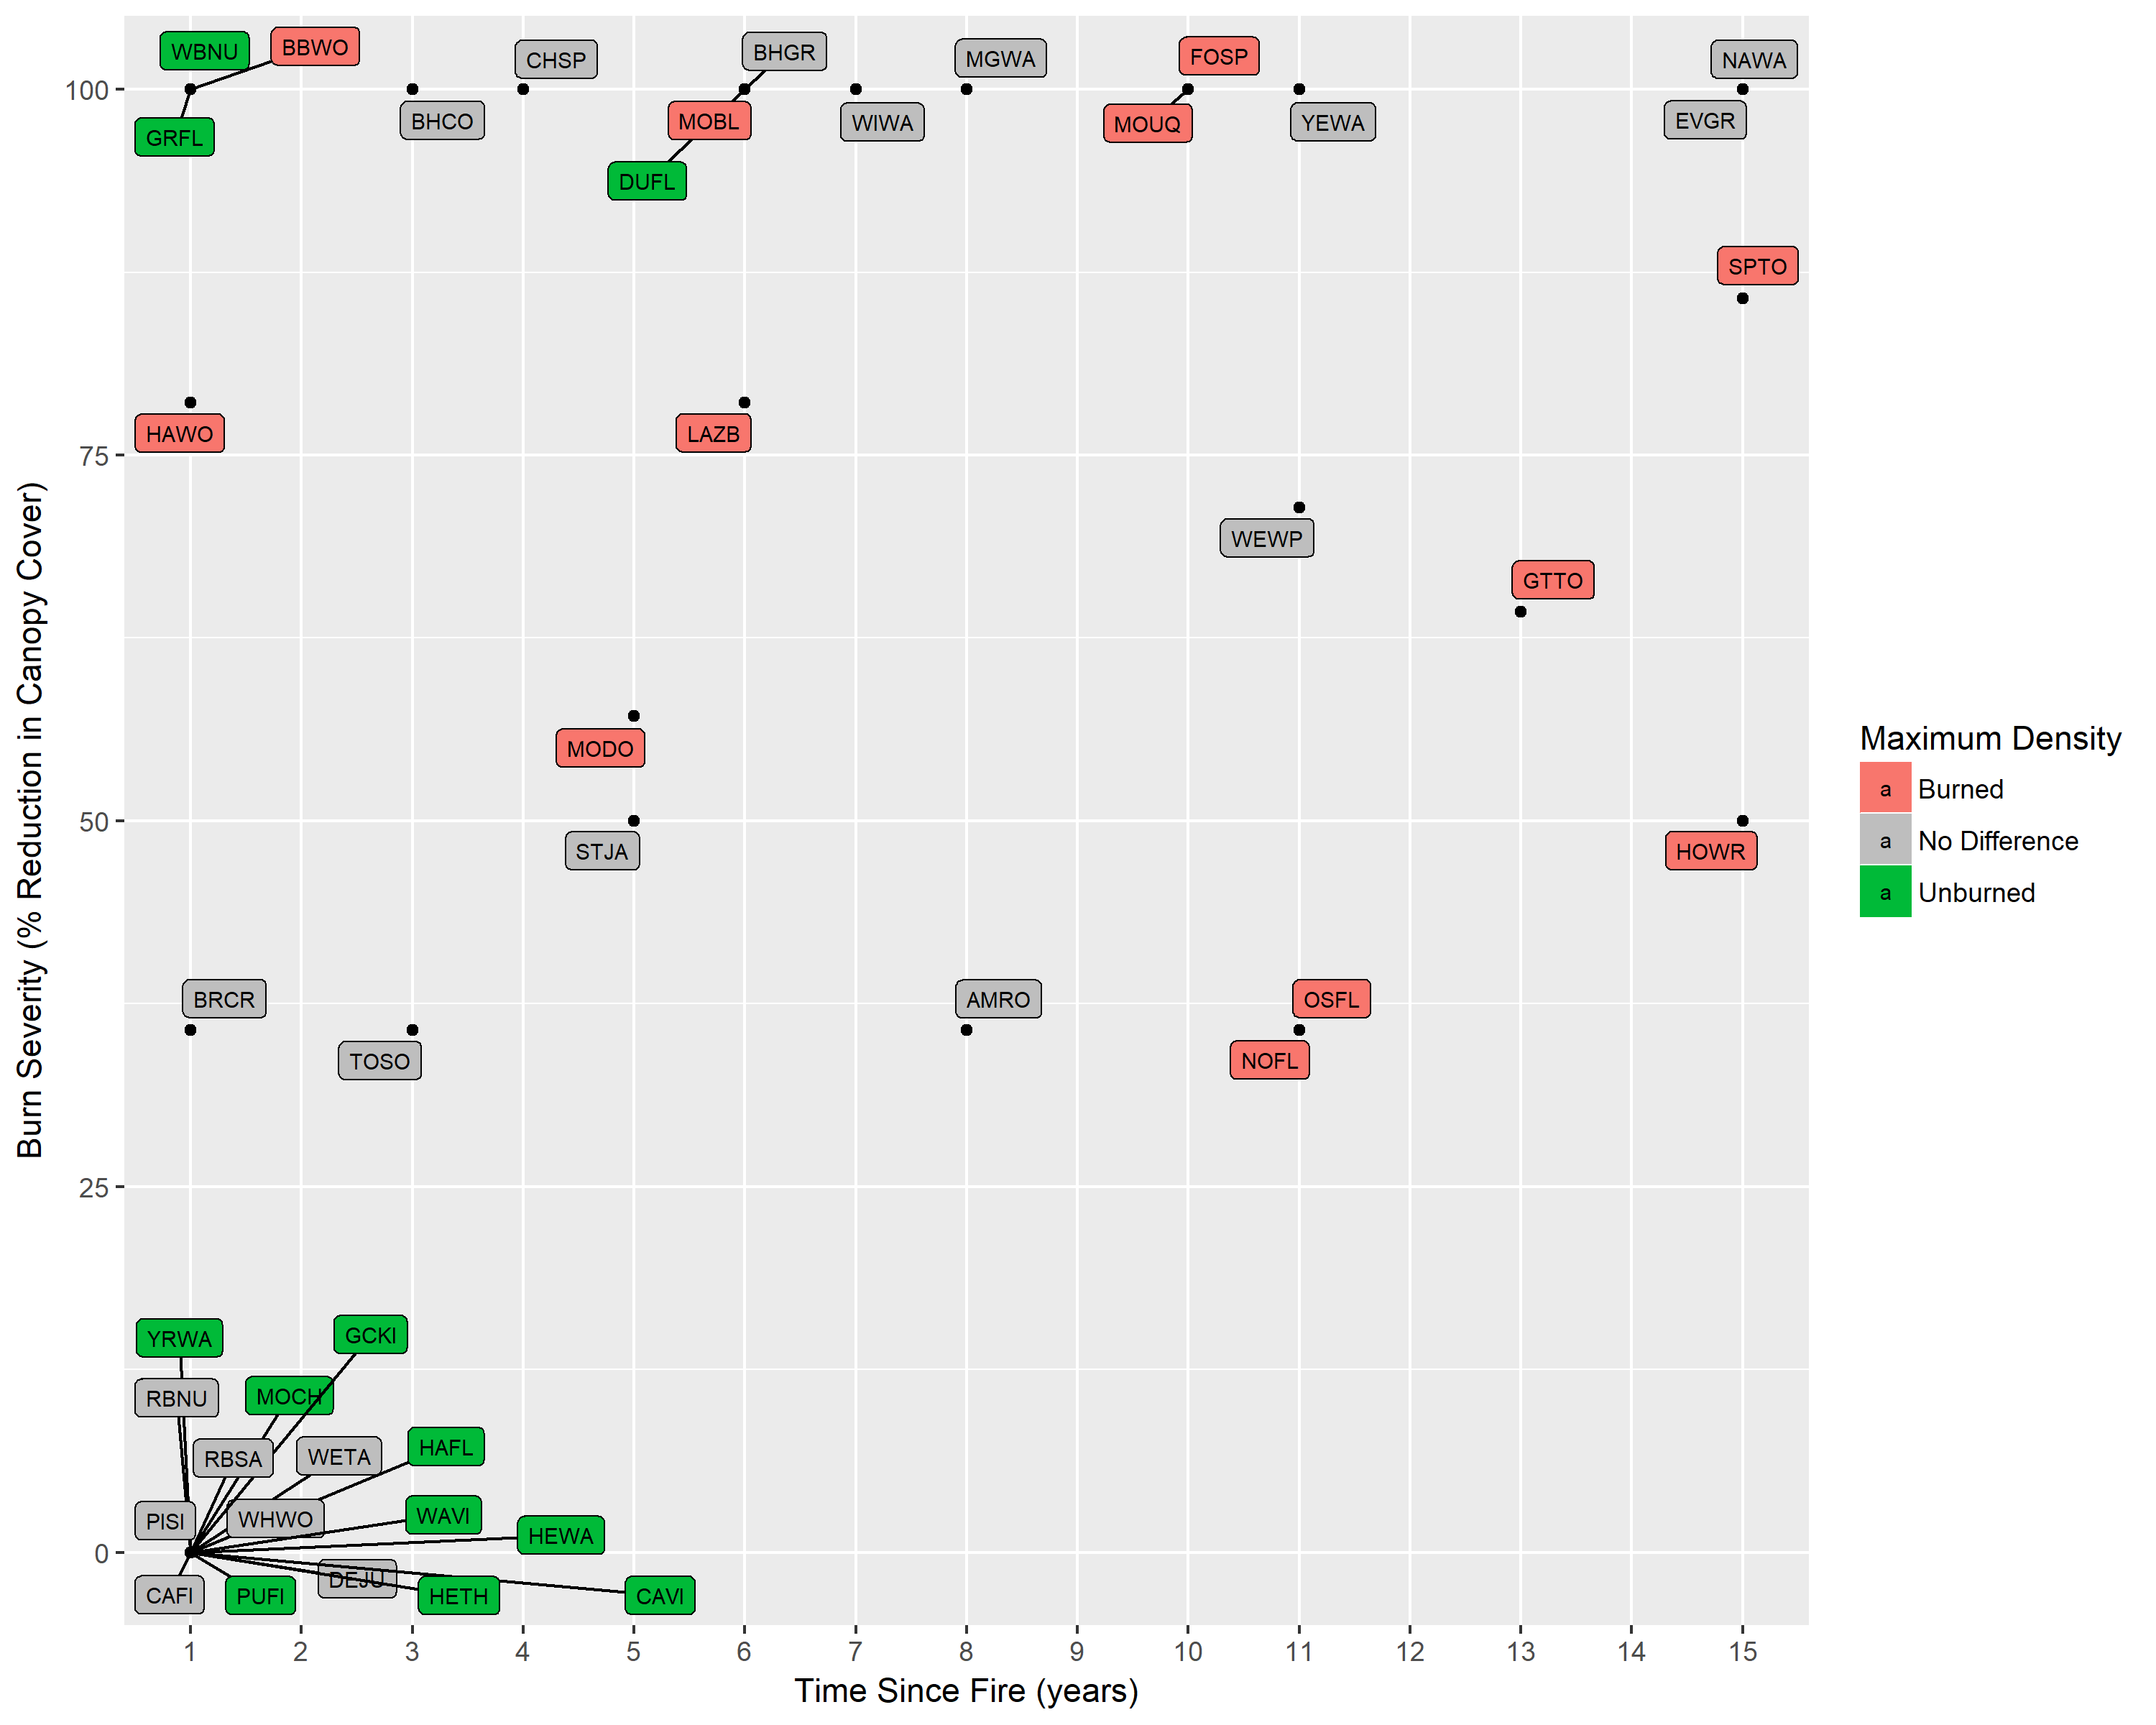 WBNU
BBWO
CHSP
BHGR
MGWA
FOSP
NAWA
100
GRFL
BHCO
MOBL
WIWA
MOUQ
YEWA
EVGR
DUFL
SPTO
HAWO
LAZB
75
WEWP
GTTO
MODO
50
STJA
HOWR
BRCR
AMRO
OSFL
TOSO
NOFL
25
YRWA
GCKI
RBNU
MOCH
HAFL
RBSA
WETA
PISI
WHWO
WAVI
HEWA
0
CAFI
PUFI
DEJU
HETH
CAVI
1 2 3 4 5 6 7 8 9 10 11 12 13 14 15
Time Since Fire (years)
Burn Severity (% Reduction in Canopy Cover)
Maximum Density
a Burned
a No Difference
a Unburned